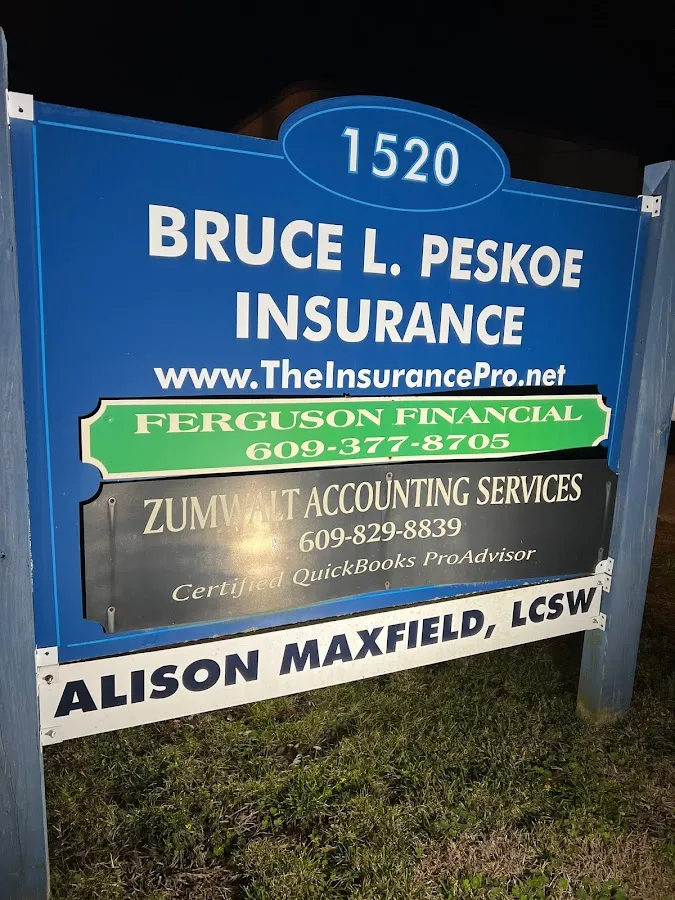 1520
BRUCE L. PESKOE
INSURANCE
www.TheInsurancePro.net
FERGUSON FINANCIAL
609-377-8705
ZUMWALT ACCOUNTING SERVICES
609-829-8839
Certified QuickBooks ProAdvisor
ALISON MAXFIELD, LCSW